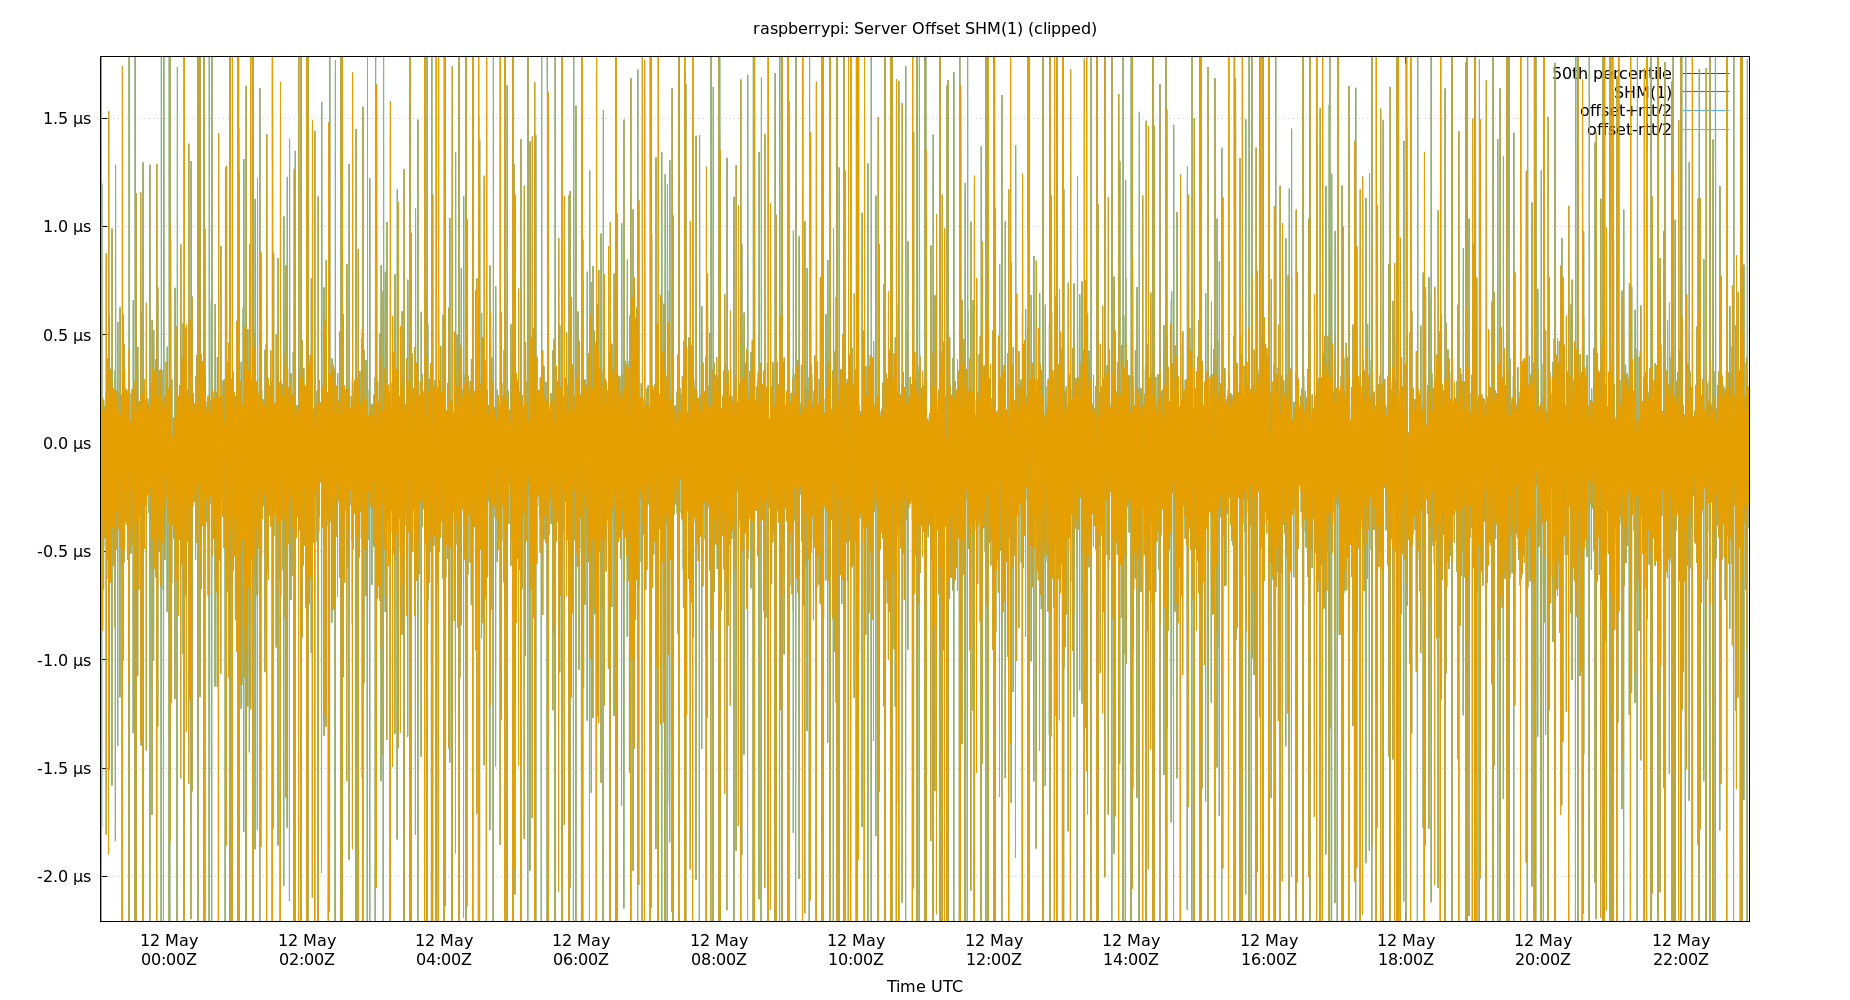 raspberrypi: Server Offset SHM(1) (clipped)
50th percentile
SHM(1)
offset+rtt/2
offset-rtt/2
1.5 µs
1.0 µs
0.5 µs
0.0 µs
-0.5 µs
-1.0 µs
-1.5 µs
-2.0 µs
12 May 12 May 12 May 12 May 12 May 12 May 12 May 12 May 12 May 12 May 12 May 12 May
00:00Z 02:00Z 04:00Z 06:00Z 08:00Z 10:00Z 12:00Z 14:00Z 16:00Z 18:00Z 20:00Z 22:00Z
Time UTC